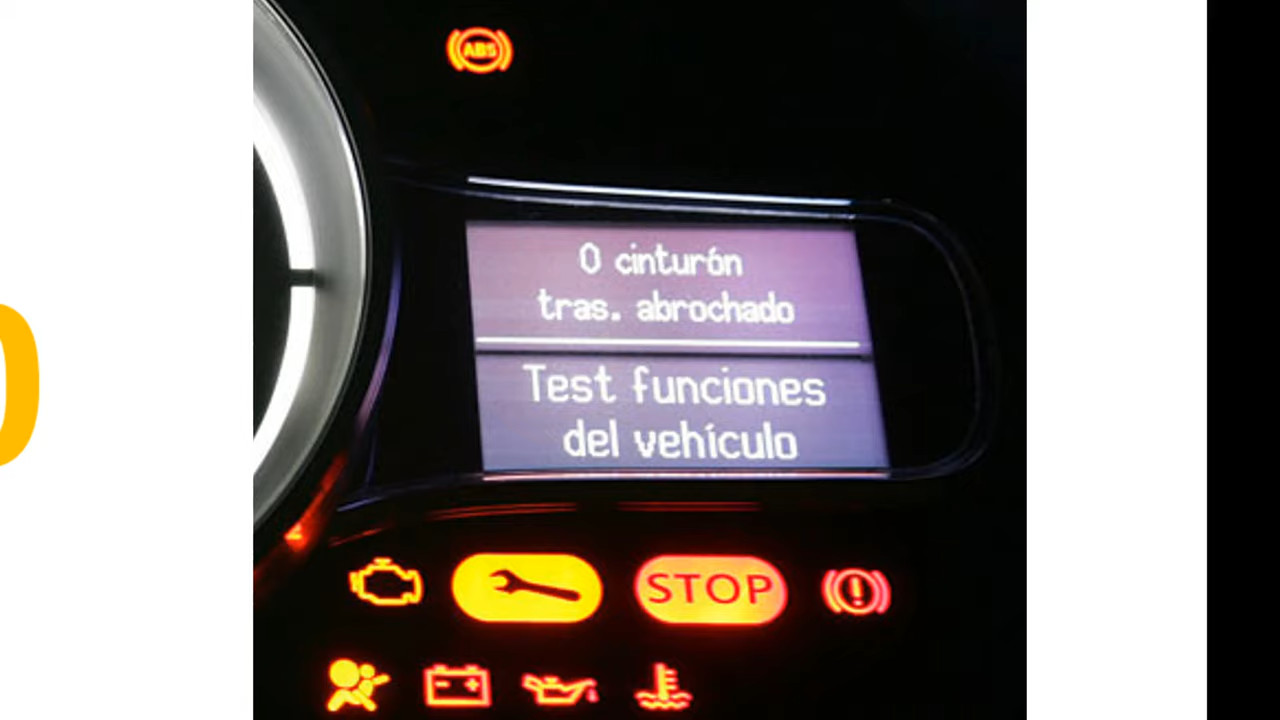 ABS
0 cinturón
tras. abrochado
Test funciones
del vehículo
STOP